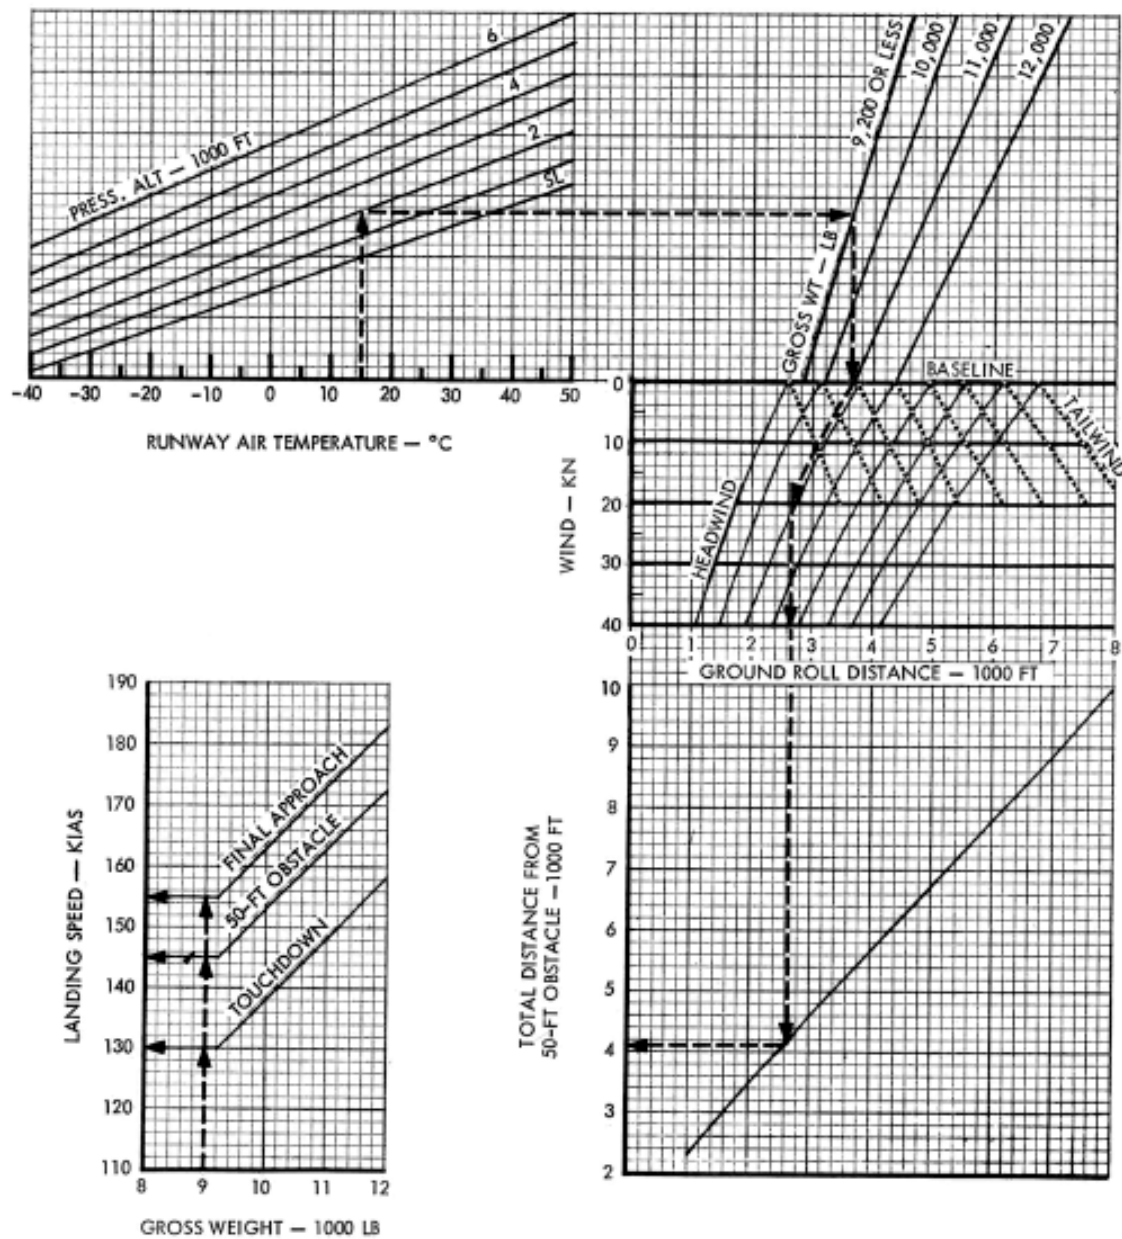 6
4
2
SL
PRESS. ALT — 1000 FT
9,200 OR LESS
10,000
11,000
12,000
GROSS WT — LB
-40 -30 -20 -10 0 10 20 30 40 50
RUNWAY AIR TEMPERATURE — °C
BASELINE
TAILWIND
HEADWIND
0
10
20
30
40
WIND — KN
0 1 2 3 4 5 6 7 8
GROUND ROLL DISTANCE — 1000 FT
190
180
170
160
150
140
130
120
110
LANDING SPEED — KIAS
FINAL APPROACH
50-FT OBSTACLE
TOUCHDOWN
8 9 10 11 12
GROSS WEIGHT — 1000 LB
10
9
8
7
6
5
4
3
2
TOTAL DISTANCE FROM
50-FT OBSTACLE —1000 FT